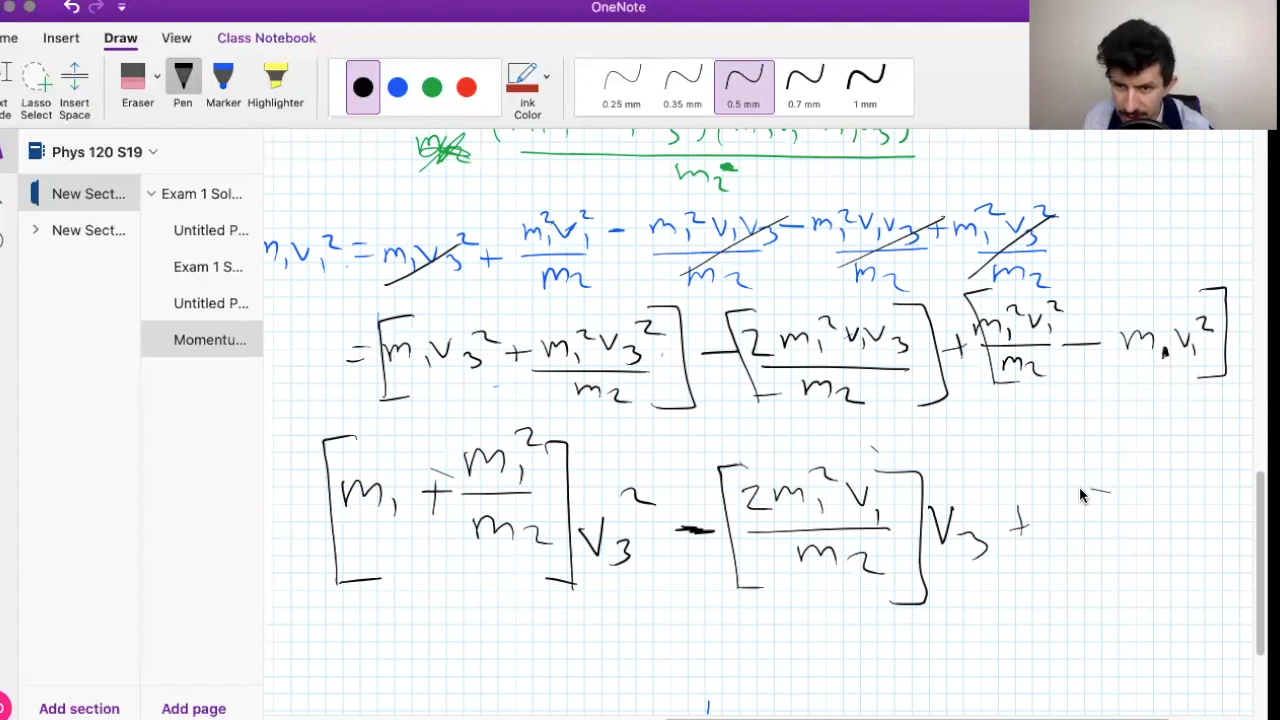 OneNote
me Insert Draw View Class Notebook
xt Lasso Insert Eraser Pen Marker Highlighter Ink 0.25 mm 0.35 mm 0.5 mm 0.7 mm 1 mm
de Select Space Color
Phys 120 S19
New Sect...
New Sect...
Exam 1 Sol...
Untitled P...
Exam 1 S...
Untitled P...
Momentu...
Add section Add page
m₂
m₁v₁² = m₁v₃² + m₁²v₁²/m₂ - m₁²v₁v₃/m₂ - m₁²v₁v₃/m₂ + m₁²v₃²/m₂
= [m₁v₃² + m₁²v₃²/m₂] - [2m₁²v₁v₃/m₂] + [m₁²v₁²/m₂ - m₁v₁²]
[m₁ + m₁²/m₂] v₃² - [2m₁²v₁/m₂] v₃ +